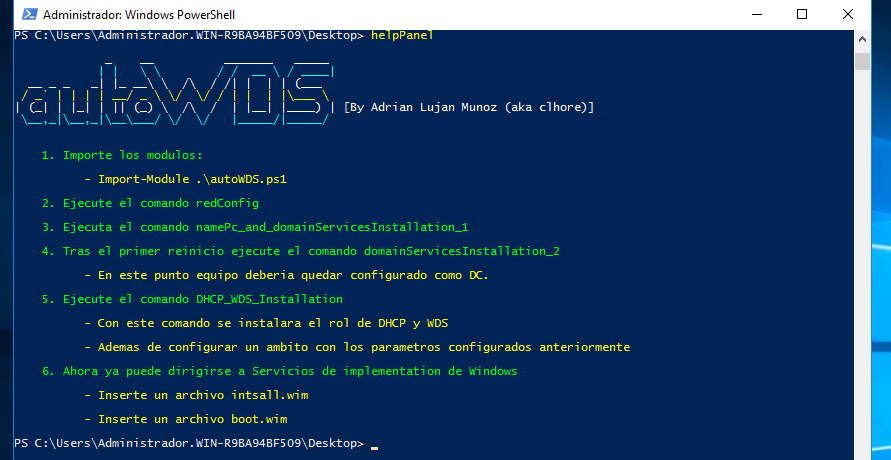 Administrador: Windows PowerShell
PS C:\Users\Administrador.WIN-R9BA94BF5O9\Desktop> helpPanel
autoWDS
[By Adrian Lujan Munoz (aka clhore)]
1. Importe los modulos:
- Import-Module .\autoWDS.ps1
2. Ejecute el comando redConfig
3. Ejecuta el comando namePc_and_domainServicesInstallation_1
4. Tras el primer reinicio ejecute el comando domainServicesInstallation_2
- En este punto equipo deberia quedar configurado como DC.
5. Ejecute el comando DHCP_WDS_Installation
- Con este comando se instalara el rol de DHCP y WDS
- Ademas de configurar un ambito con los parametros configurados anteriormente
6. Ahora ya puede dirigirse a Servicios de implementation de Windows
- Inserte un archivo intsall.wim
- Inserte un archivo boot.wim
PS C:\Users\Administrador.WIN-R9BA94BF5O9\Desktop> _